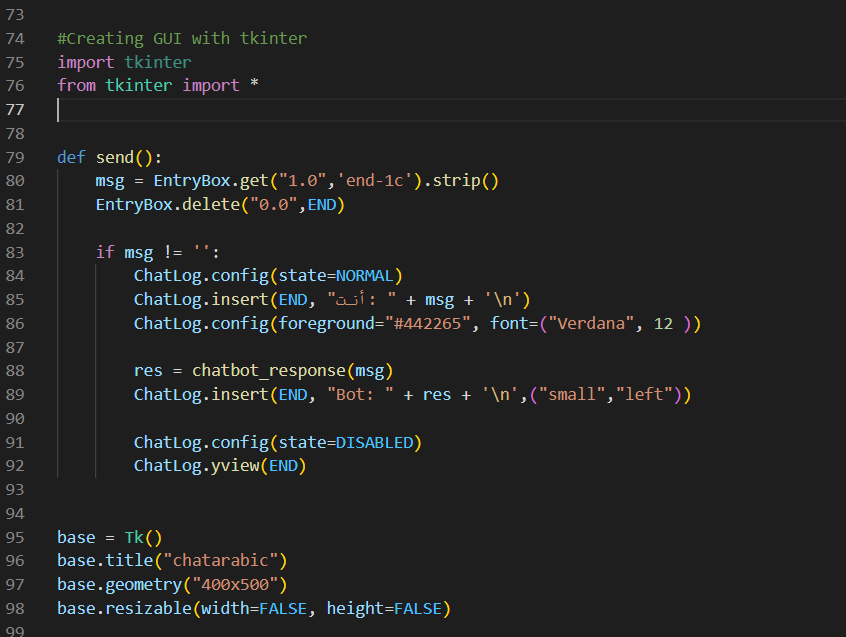 73
74 #Creating GUI with tkinter
75 import tkinter
76 from tkinter import *
77
78
79 def send():
80     msg = EntryBox.get("1.0",'end-1c').strip()
81     EntryBox.delete("0.0",END)
82
83     if msg != '':
84         ChatLog.config(state=NORMAL)
85         ChatLog.insert(END, "أنت: " + msg + '\n')
86         ChatLog.config(foreground="#442265", font=("Verdana", 12 ))
87
88         res = chatbot_response(msg)
89         ChatLog.insert(END, "Bot: " + res + '\n',("small","left"))
90
91         ChatLog.config(state=DISABLED)
92         ChatLog.yview(END)
93
94
95 base = Tk()
96 base.title("chatarabic")
97 base.geometry("400x500")
98 base.resizable(width=FALSE, height=FALSE)
99